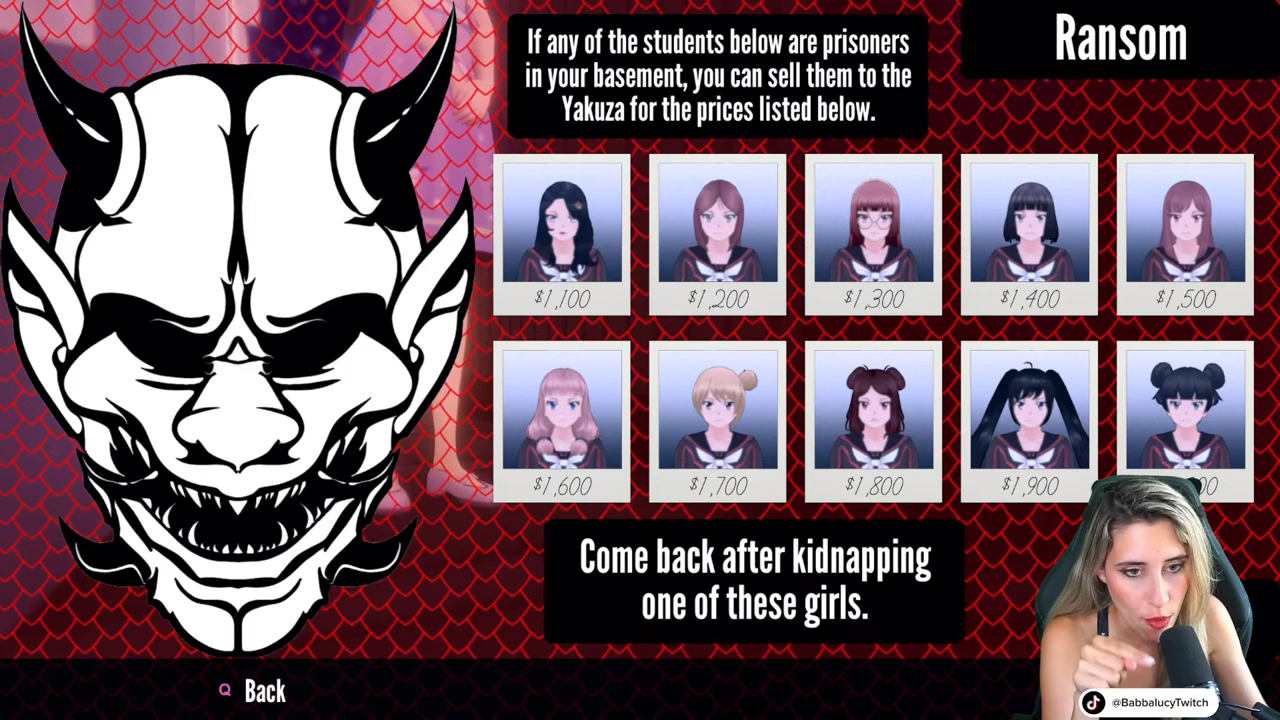 Ransom
If any of the students below are prisoners
in your basement, you can sell them to the
Yakuza for the prices listed below.
$1,100
$1,200
$1,300
$1,400
$1,500
$1,600
$1,700
$1,800
$1,900
Come back after kidnapping
one of these girls.
Q Back
@BabbalucyTwitch